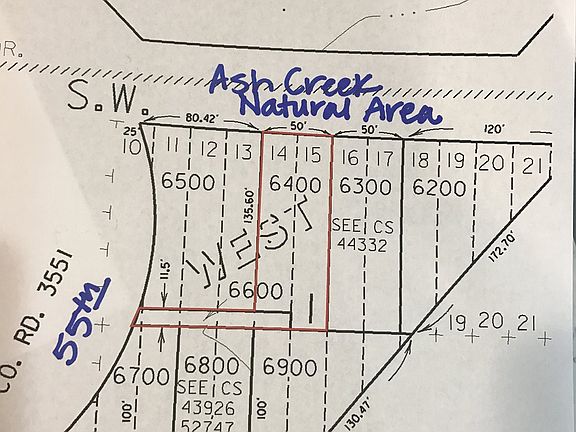 DR.
Ash Creek
Natural Area
S.W.
80.42'
50'
50'
120'
25'
10 11 12 13 14 15 16 17 18 19 20 21
6500 6400 6300 6200
135.60'
SEE CS
44332
172.70'
11.5'
6600
CO. RD. 3551
55th
19 20 21
6700 6800 6900
SEE CS
43926
52747
100'
100'
130.47'